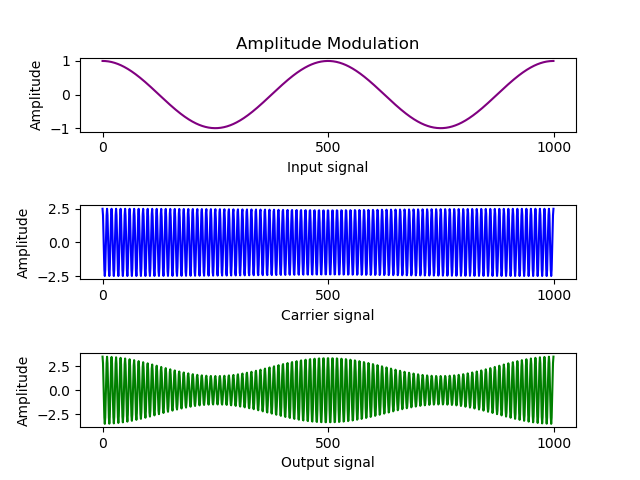 Amplitude Modulation
Amplitude
1
0
−1
0 500 1000
Input signal
Amplitude
2.5
0.0
−2.5
0 500 1000
Carrier signal
Amplitude
2.5
0.0
−2.5
0 500 1000
Output signal